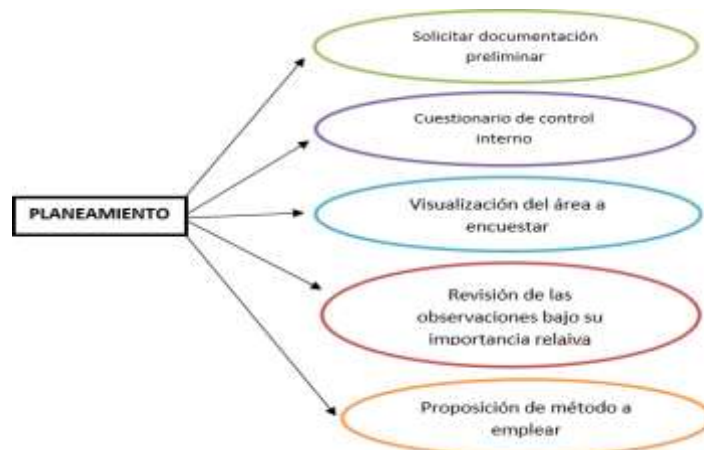 Solicitar documentación
preliminar
Cuestionario de control
interno
PLANEAMIENTO
Visualización del área a
encuestar
Revisión de las
observaciones bajo su
importancia relaiva
Proposición de método a
emplear